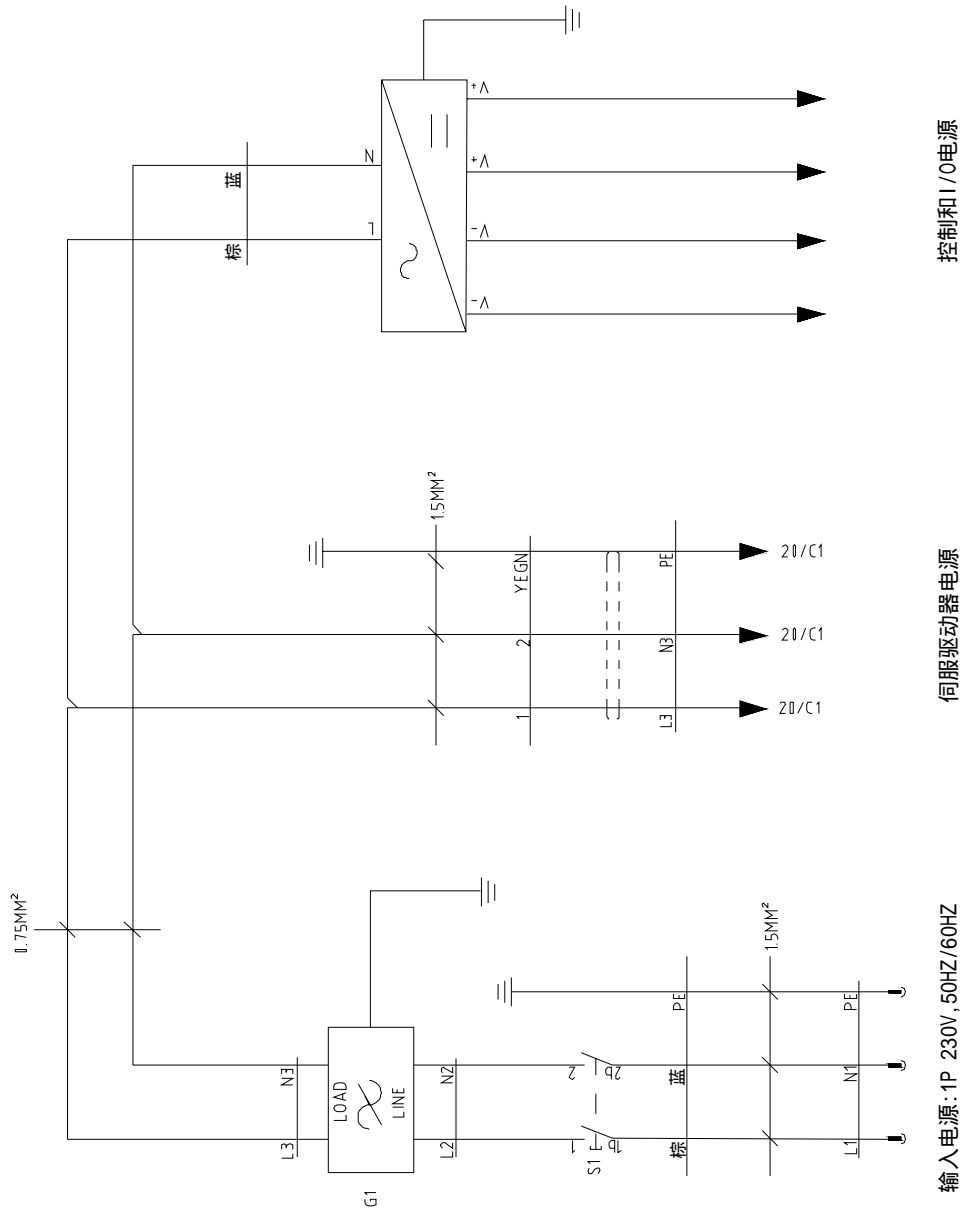 0.75MM²
蓝
棕
N
L
V+
V+
V-
V-
控制和I/O电源
1.5MM²
YEGN
2
1
PE
N3
L3
20/C1
20/C1
20/C1
伺服驱动器电源
N3
L3
LOAD
LINE
G1
N2
L2
2
2b
1
1b
S1
PE
蓝
棕
1.5MM²
PE
N1
L1
输入电源:1P 230V,50HZ/60HZ